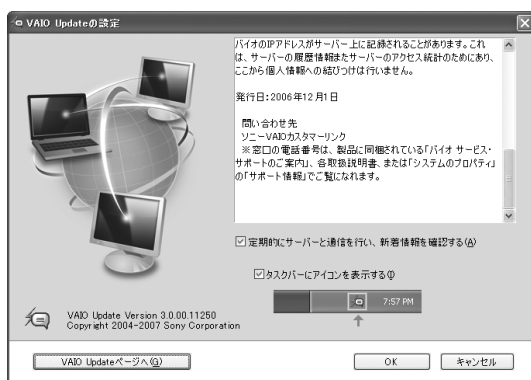 VAIO Updateの設定
バイオのIPアドレスがサーバー上に記録されることがあります。これ
は、サーバーの履歴情報またサーバーのアクセス統計のためにあり、
ここから個人情報への結びつけは行いません。
発行日:2006年12月1日
問い合わせ先
ソニーVAIOカスタマーリンク
※窓口の電話番号は、製品に同梱されている「バイオ サービス・
サポートのご案内」、各取扱説明書、または「システムのプロパティ」
の「サポート情報」でご覧になれます。
定期的にサーバーと通信を行い、新着情報を確認する(A)
タスクバーにアイコンを表示する(I)
7:57 PM
VAIO Update Version 3.0.00.11250
Copyright 2004-2007 Sony Corporation
VAIO Updateページへ(G)
OK
キャンセル